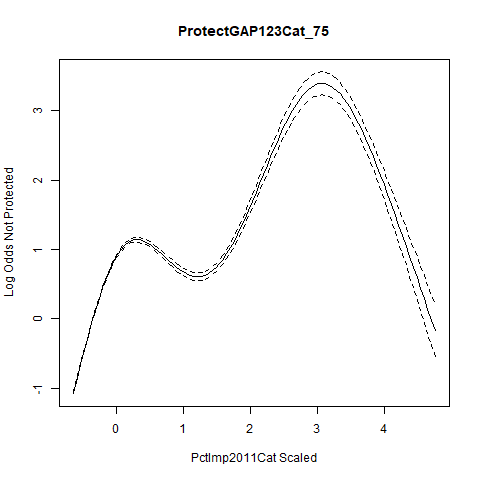 ProtectGAP123Cat_75
Log Odds Not Protected
3
2
1
0
-1
0 1 2 3 4
PctImp2011Cat Scaled